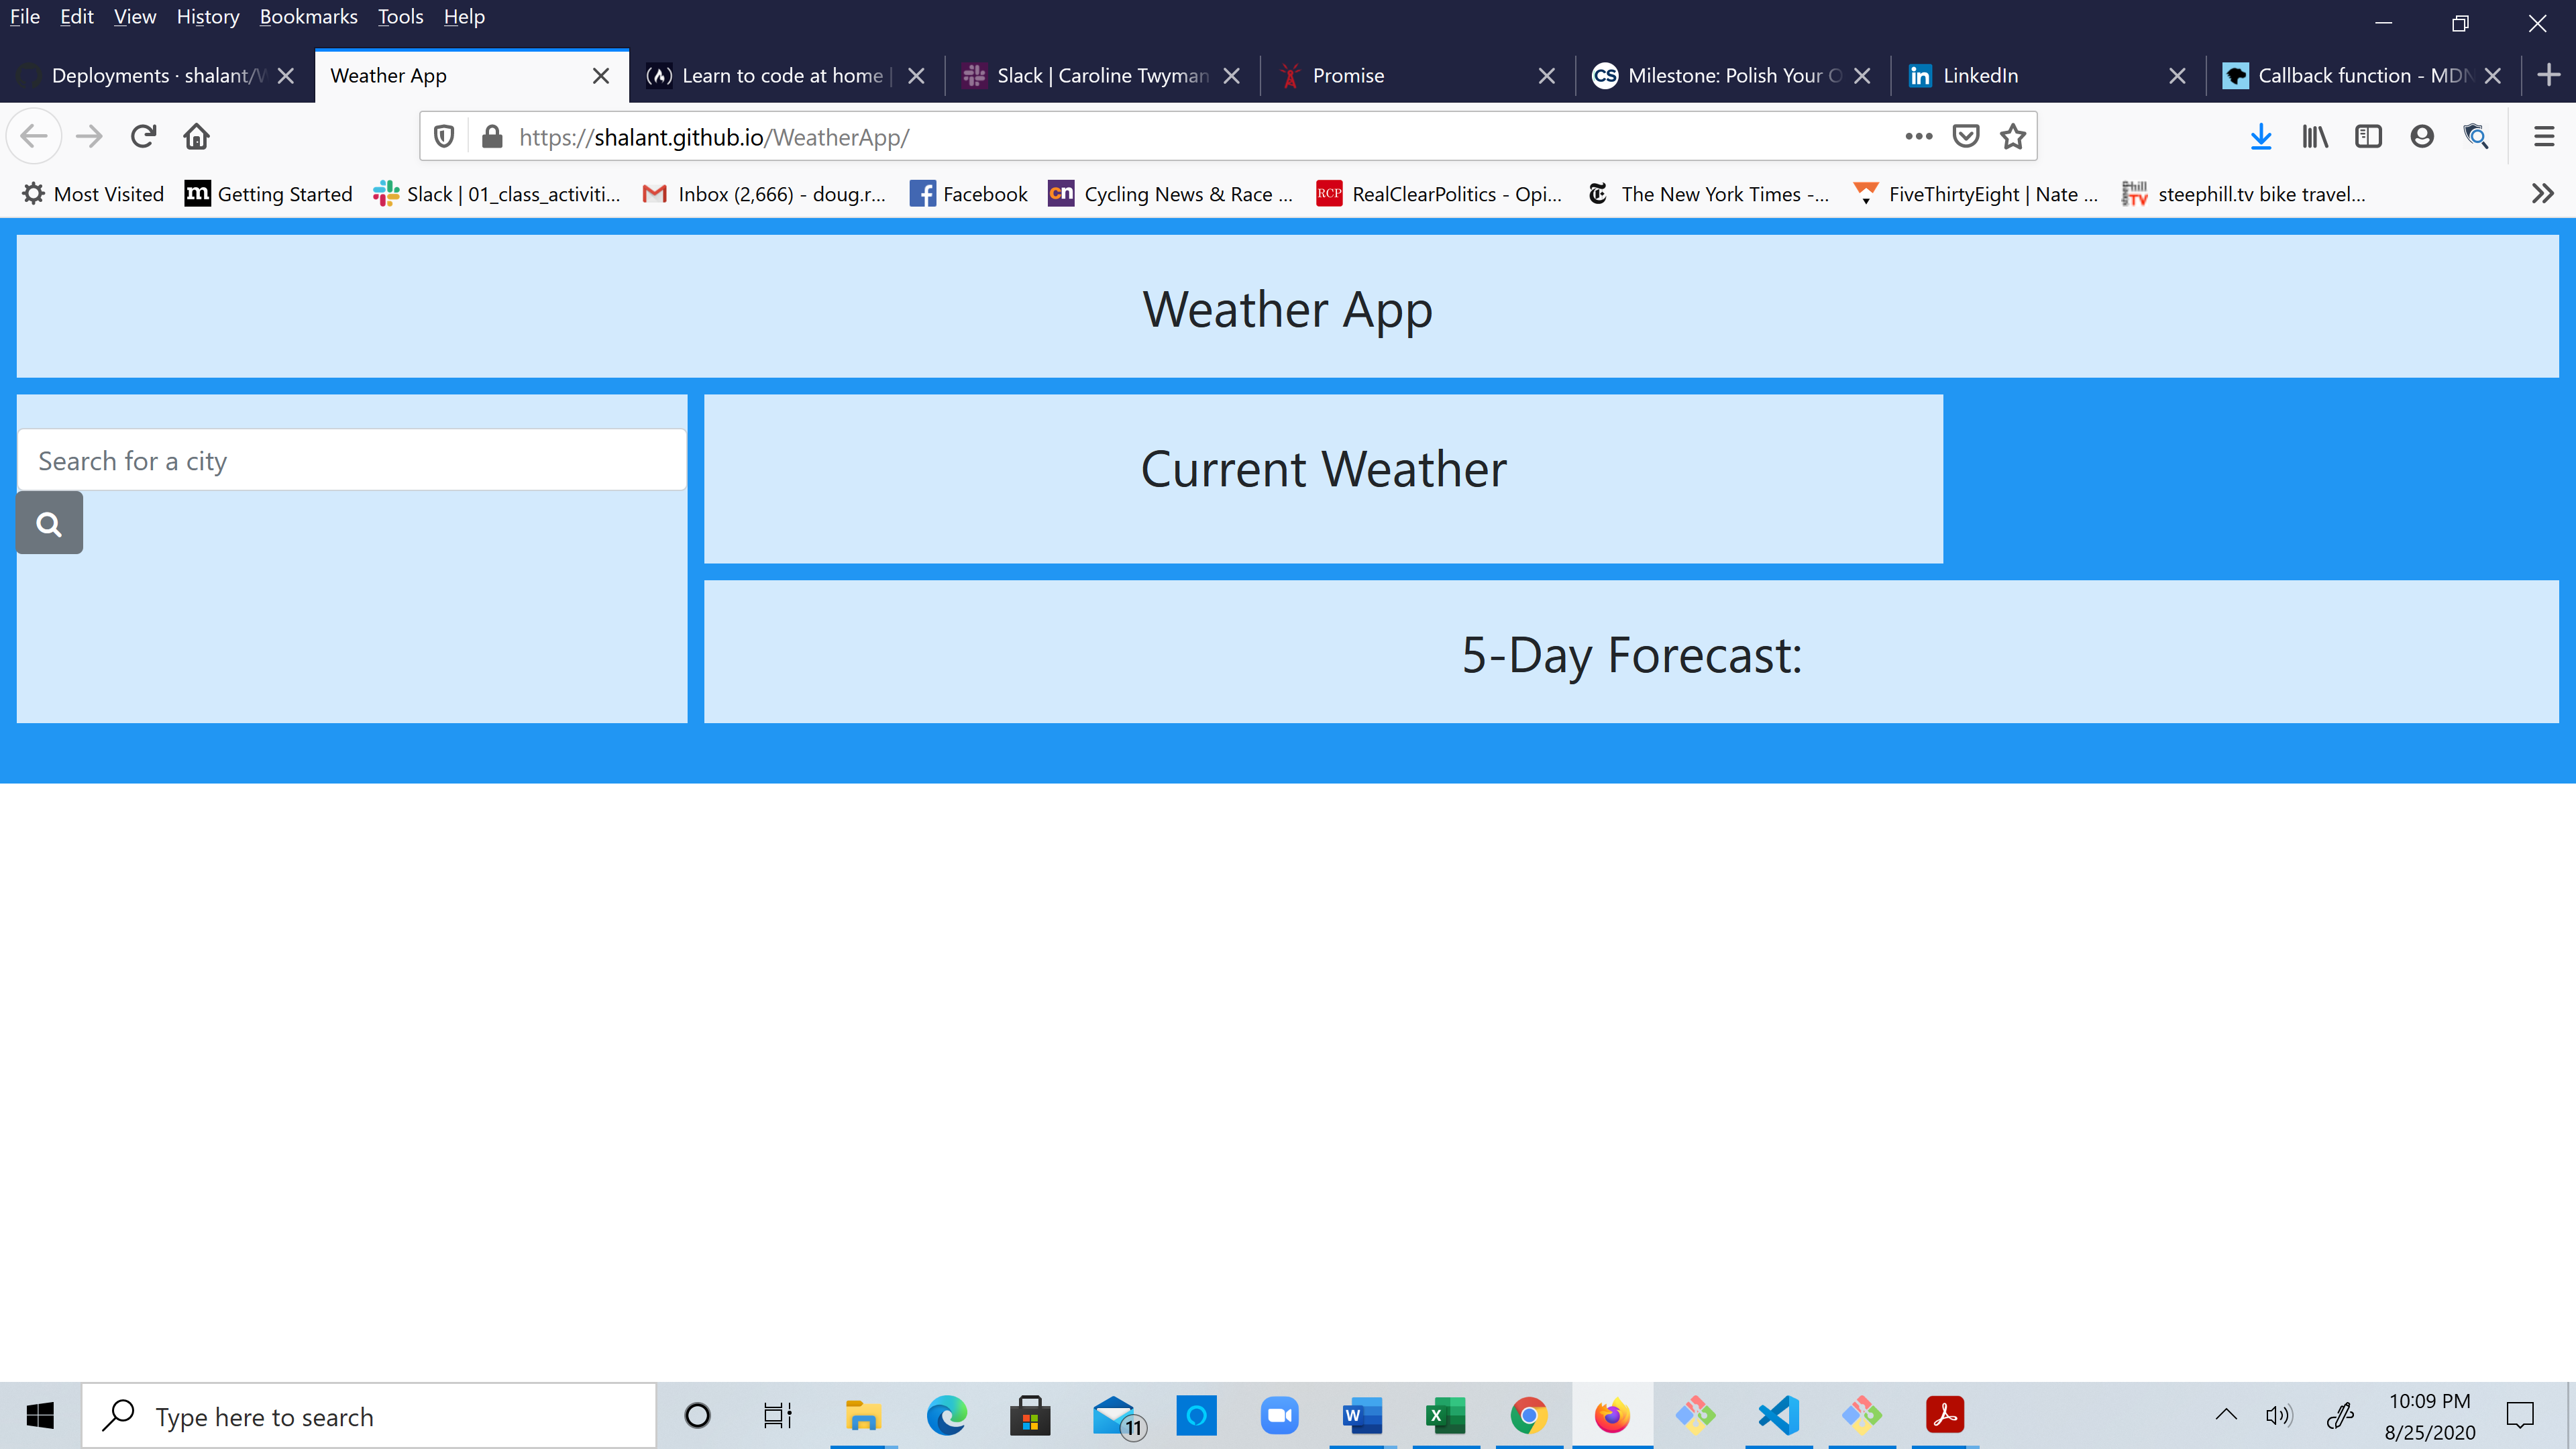 File Edit View History Bookmarks Tools Help
Deployments · shalant/W
Weather App
Learn to code at home |
Slack | Caroline Twyman
Promise
CS Milestone: Polish Your O
in LinkedIn
Callback function - MDN
https://shalant.github.io/WeatherApp/
Most Visited
m Getting Started
Slack | 01_class_activiti...
Inbox (2,666) - doug.r...
Facebook
cn Cycling News & Race ...
RCP RealClearPolitics - Opi...
The New York Times -...
FiveThirtyEight | Nate ...
steephill.tv bike travel...
Weather App
Search for a city
Current Weather
5-Day Forecast:
Type here to search
11
W
X
10:09 PM
8/25/2020